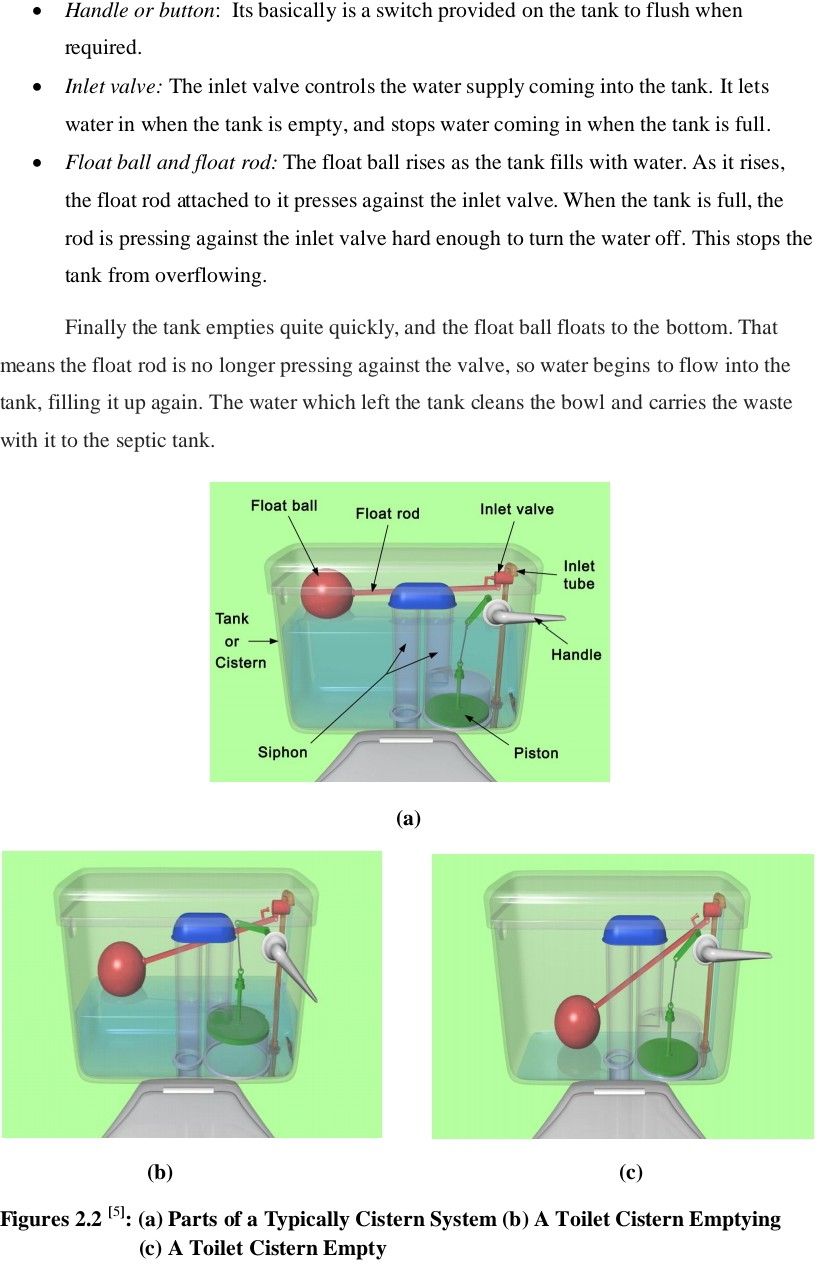 • Handle or button:  Its basically is a switch provided on the tank to flush when
required.
• Inlet valve: The inlet valve controls the water supply coming into the tank. It lets
water in when the tank is empty, and stops water coming in when the tank is full.
• Float ball and float rod: The float ball rises as the tank fills with water. As it rises,
the float rod attached to it presses against the inlet valve. When the tank is full, the
rod is pressing against the inlet valve hard enough to turn the water off. This stops the
tank from overflowing.
Finally the tank empties quite quickly, and the float ball floats to the bottom. That
means the float rod is no longer pressing against the valve, so water begins to flow into the
tank, filling it up again. The water which left the tank cleans the bowl and carries the waste
with it to the septic tank.
Float ball
Float rod
Inlet valve
Inlet
tube
Tank
or
Cistern
Handle
Siphon
Piston
(a)
(b)
(c)
Figures 2.2 [5]: (a) Parts of a Typically Cistern System (b) A Toilet Cistern Emptying
(c) A Toilet Cistern Empty